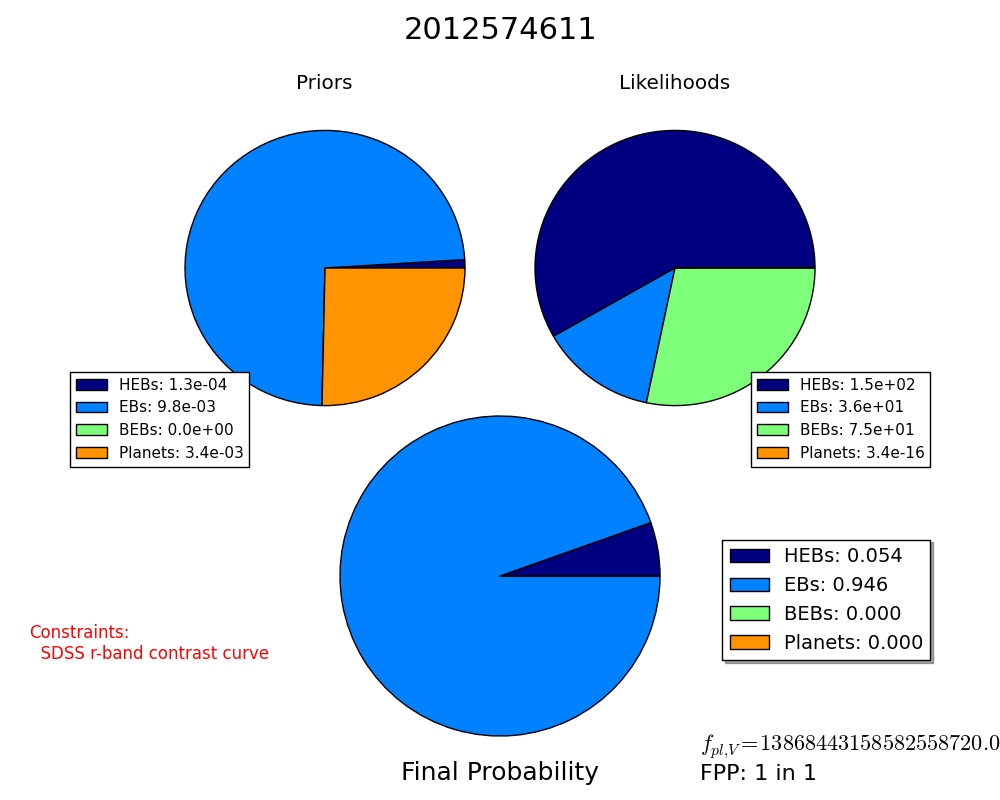 2012574611
Priors
Likelihoods
HEBs: 1.3e-04
EBs: 9.8e-03
BEBs: 0.0e+00
Planets: 3.4e-03
HEBs: 1.5e+02
EBs: 3.6e+01
BEBs: 7.5e+01
Planets: 3.4e-16
HEBs: 0.054
EBs: 0.946
BEBs: 0.000
Planets: 0.000
Constraints:
SDSS r-band contrast curve
f_{pl,V}=13868443158582558720.0
Final Probability
FPP: 1 in 1